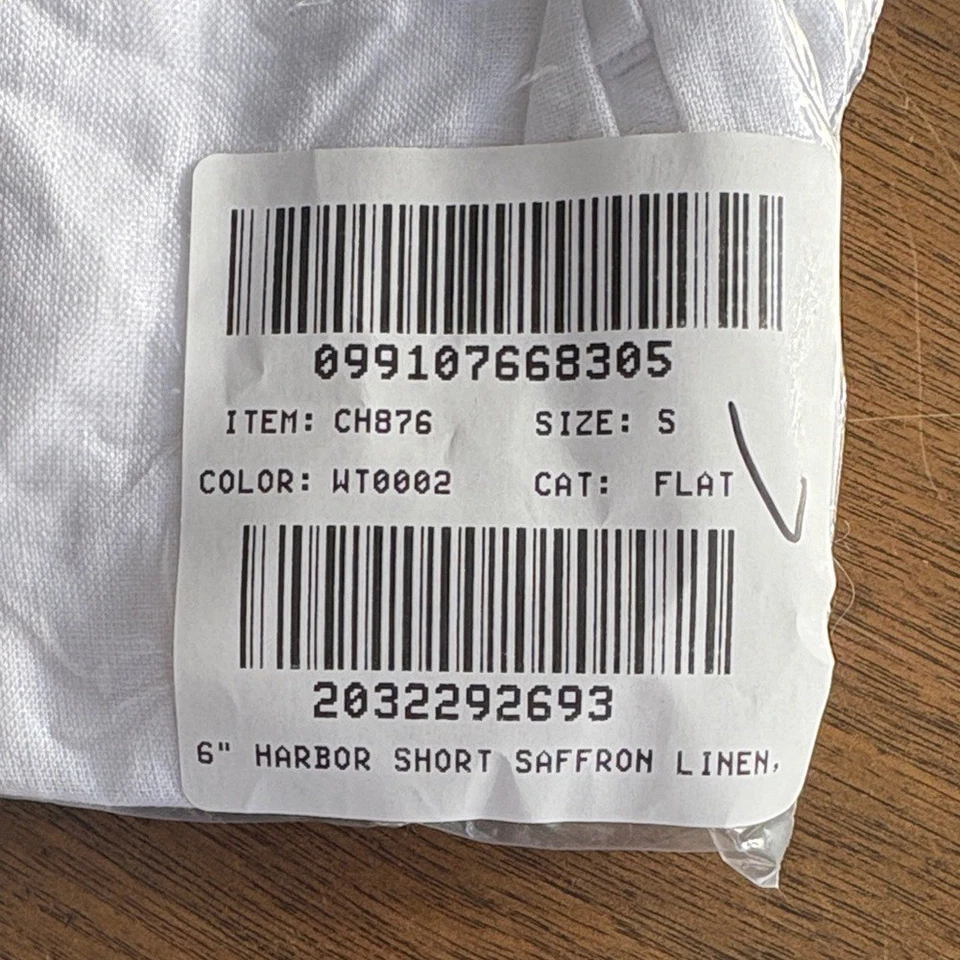 099107668305
ITEM: CH876 SIZE: S
COLOR: WT0002 CAT: FLAT
2032292693
6" HARBOR SHORT SAFFRON LINEN,